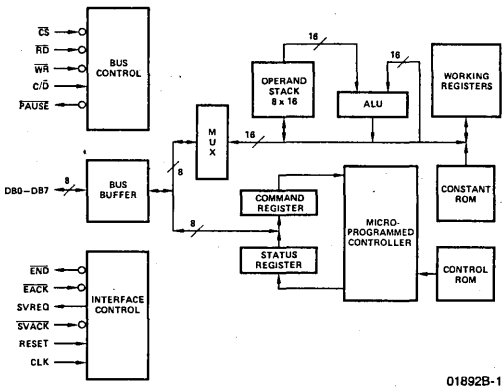 CS
RD
WR
C/D
PAUSE
BUS
CONTROL
DB0–DB7
8
BUS
BUFFER
8
8
END
EACK
SVREQ
SVACK
RESET
CLK
INTERFACE
CONTROL
MUX
16
16
OPERAND
STACK
8 x 16
16
ALU
WORKING
REGISTERS
COMMAND
REGISTER
STATUS
REGISTER
MICRO-
PROGRAMMED
CONTROLLER
CONSTANT
ROM
CONTROL
ROM
01892B-1